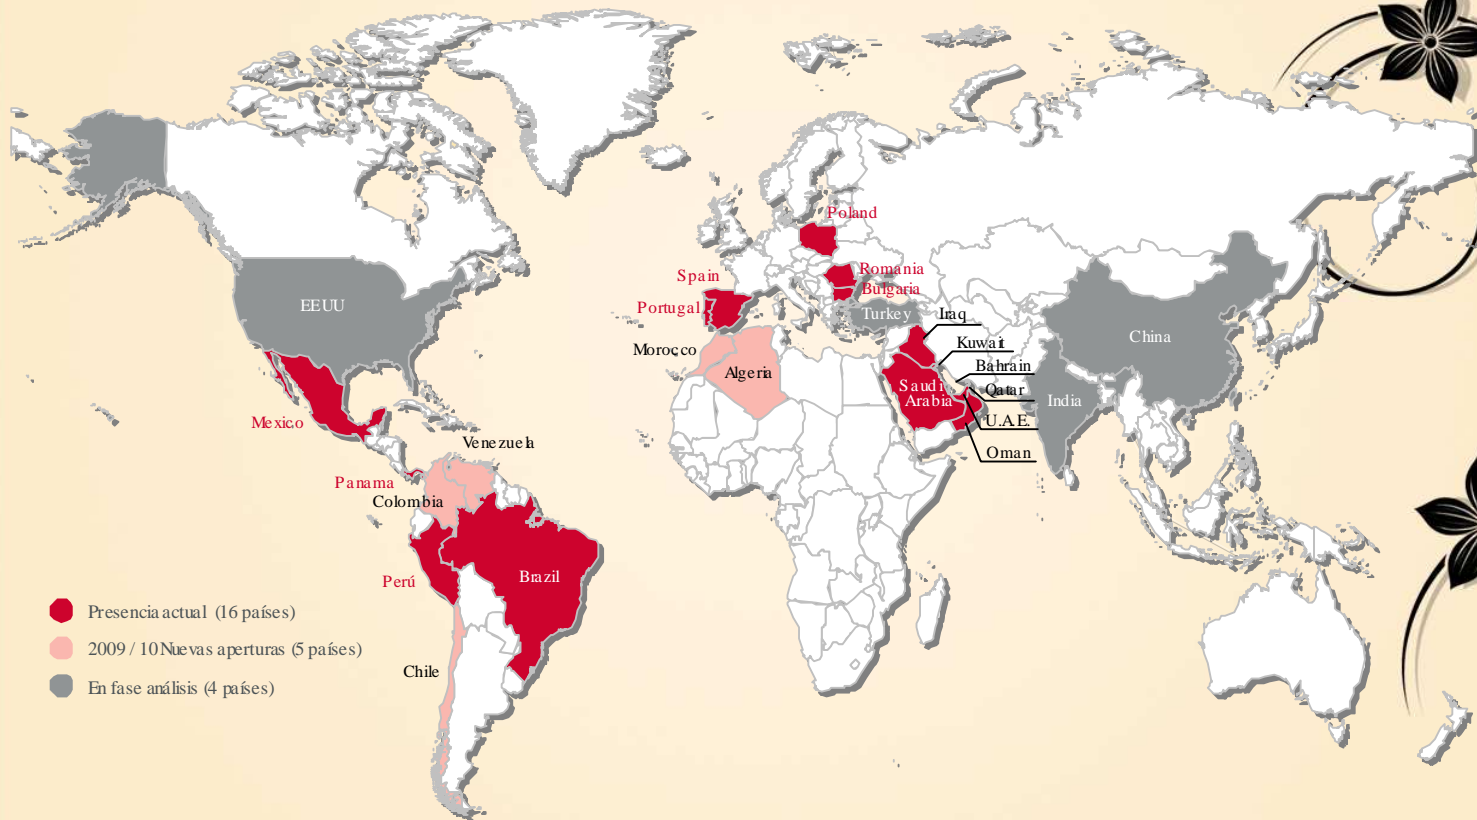 Poland
Romania
Bulgaria
Spain
Portugal
Turkey
EEUU
Iraq
China
Morocco
Kuwait
Algeria
Bahrain
Saudi
Arabia
Qatar
India
U.A.E.
Mexico
Oman
Venezuela
Panama
Colombia
Perú
Brazil
Chile
Presencia actual (16 países)
2009 / 10 Nuevas aperturas (5 países)
En fase análisis (4 países)